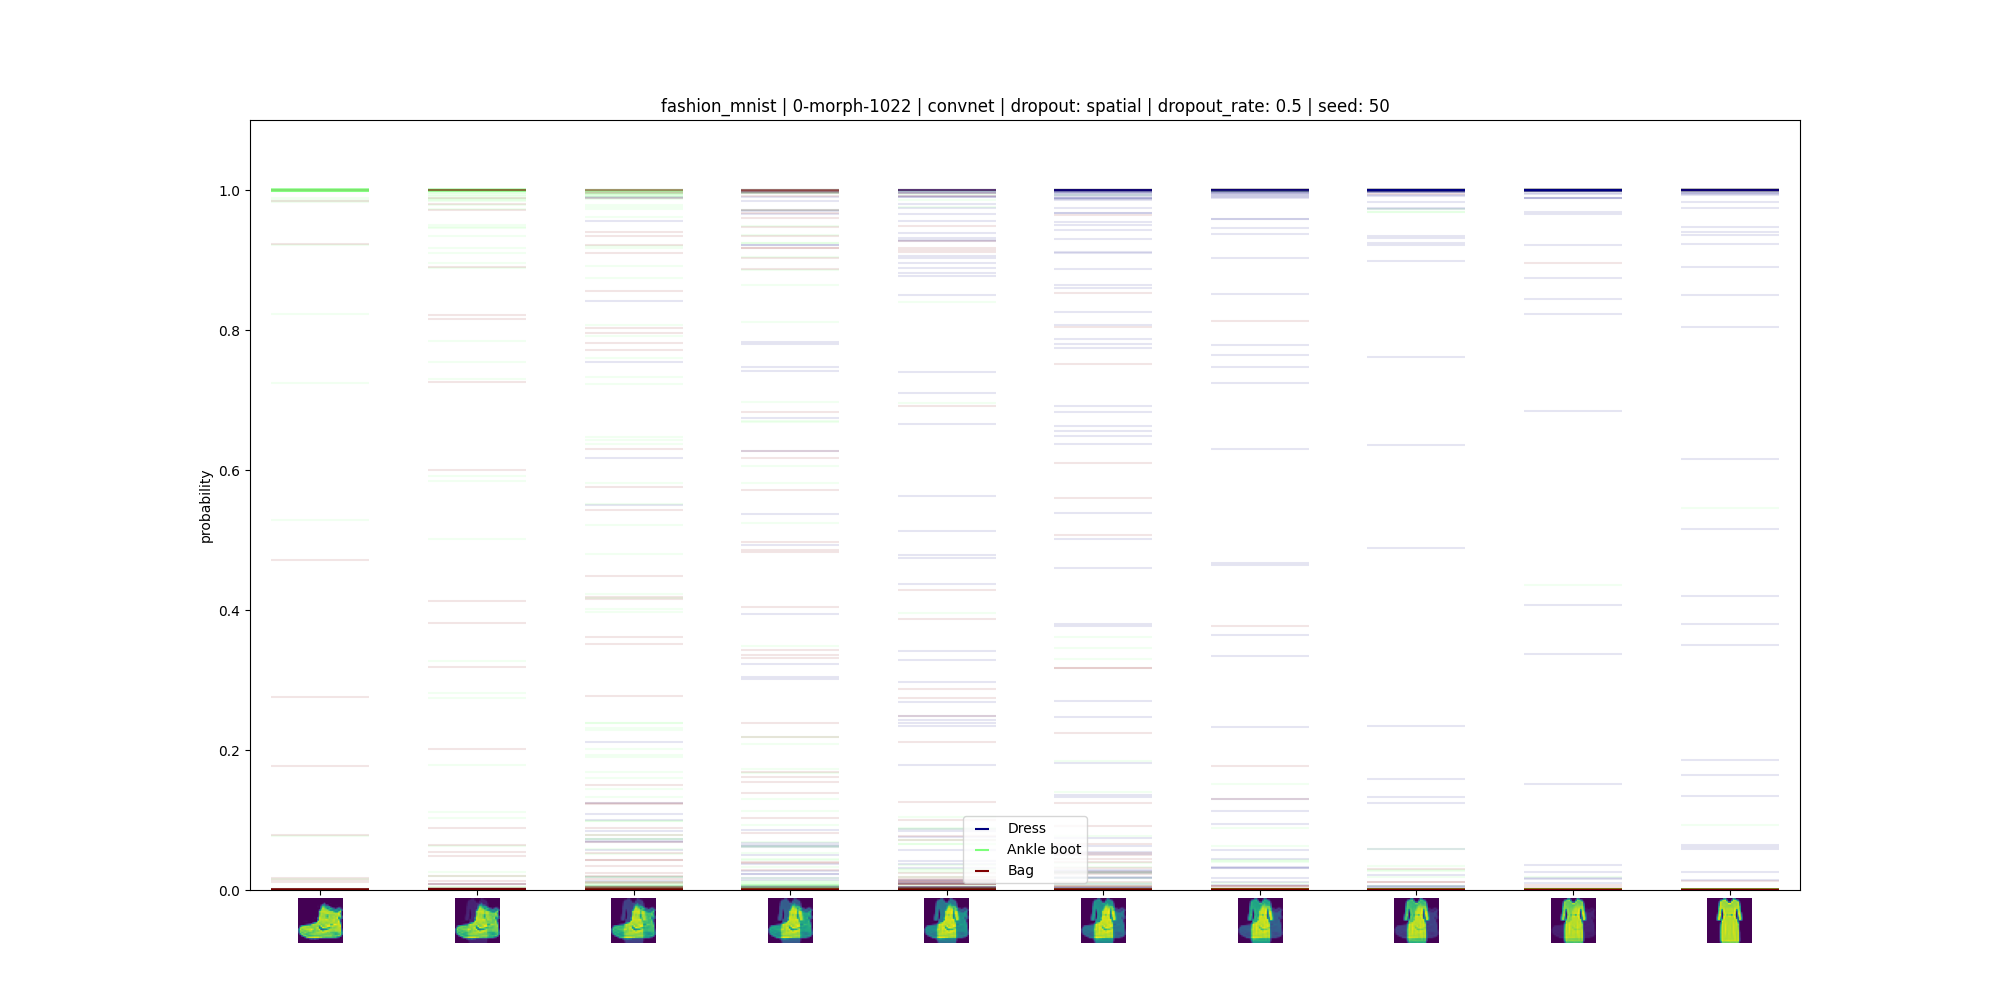 fashion_mnist | 0-morph-1022 | convnet | dropout: spatial | dropout_rate: 0.5 | seed: 50
1.0
0.8
0.6
0.4
0.2
0.0
probability
Dress
Ankle boot
Bag